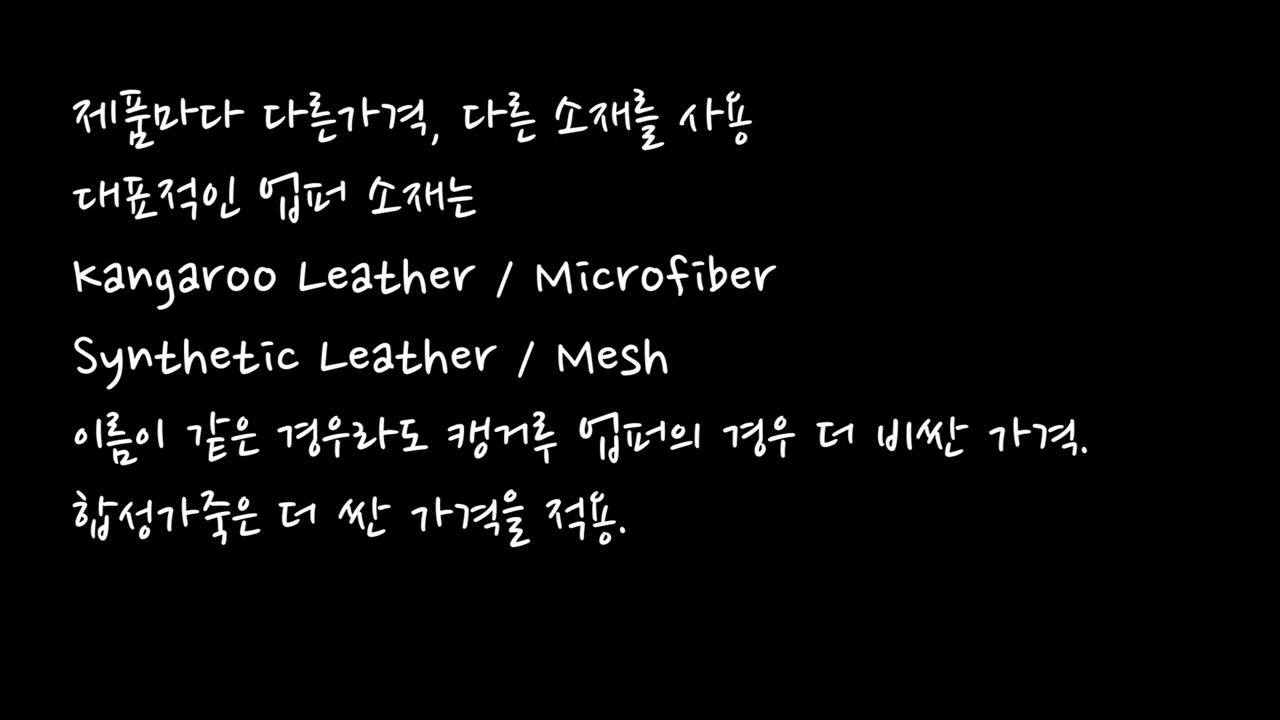 제품마다 다른가격, 다른 소재를 사용
대표적인 업퍼 소재는
Kangaroo Leather / Microfiber
Synthetic Leather / Mesh
이름이 같은 경우라도 캥거루 업퍼의 경우 더 비싼 가격.
합성가죽은 더 싼 가격을 적용.